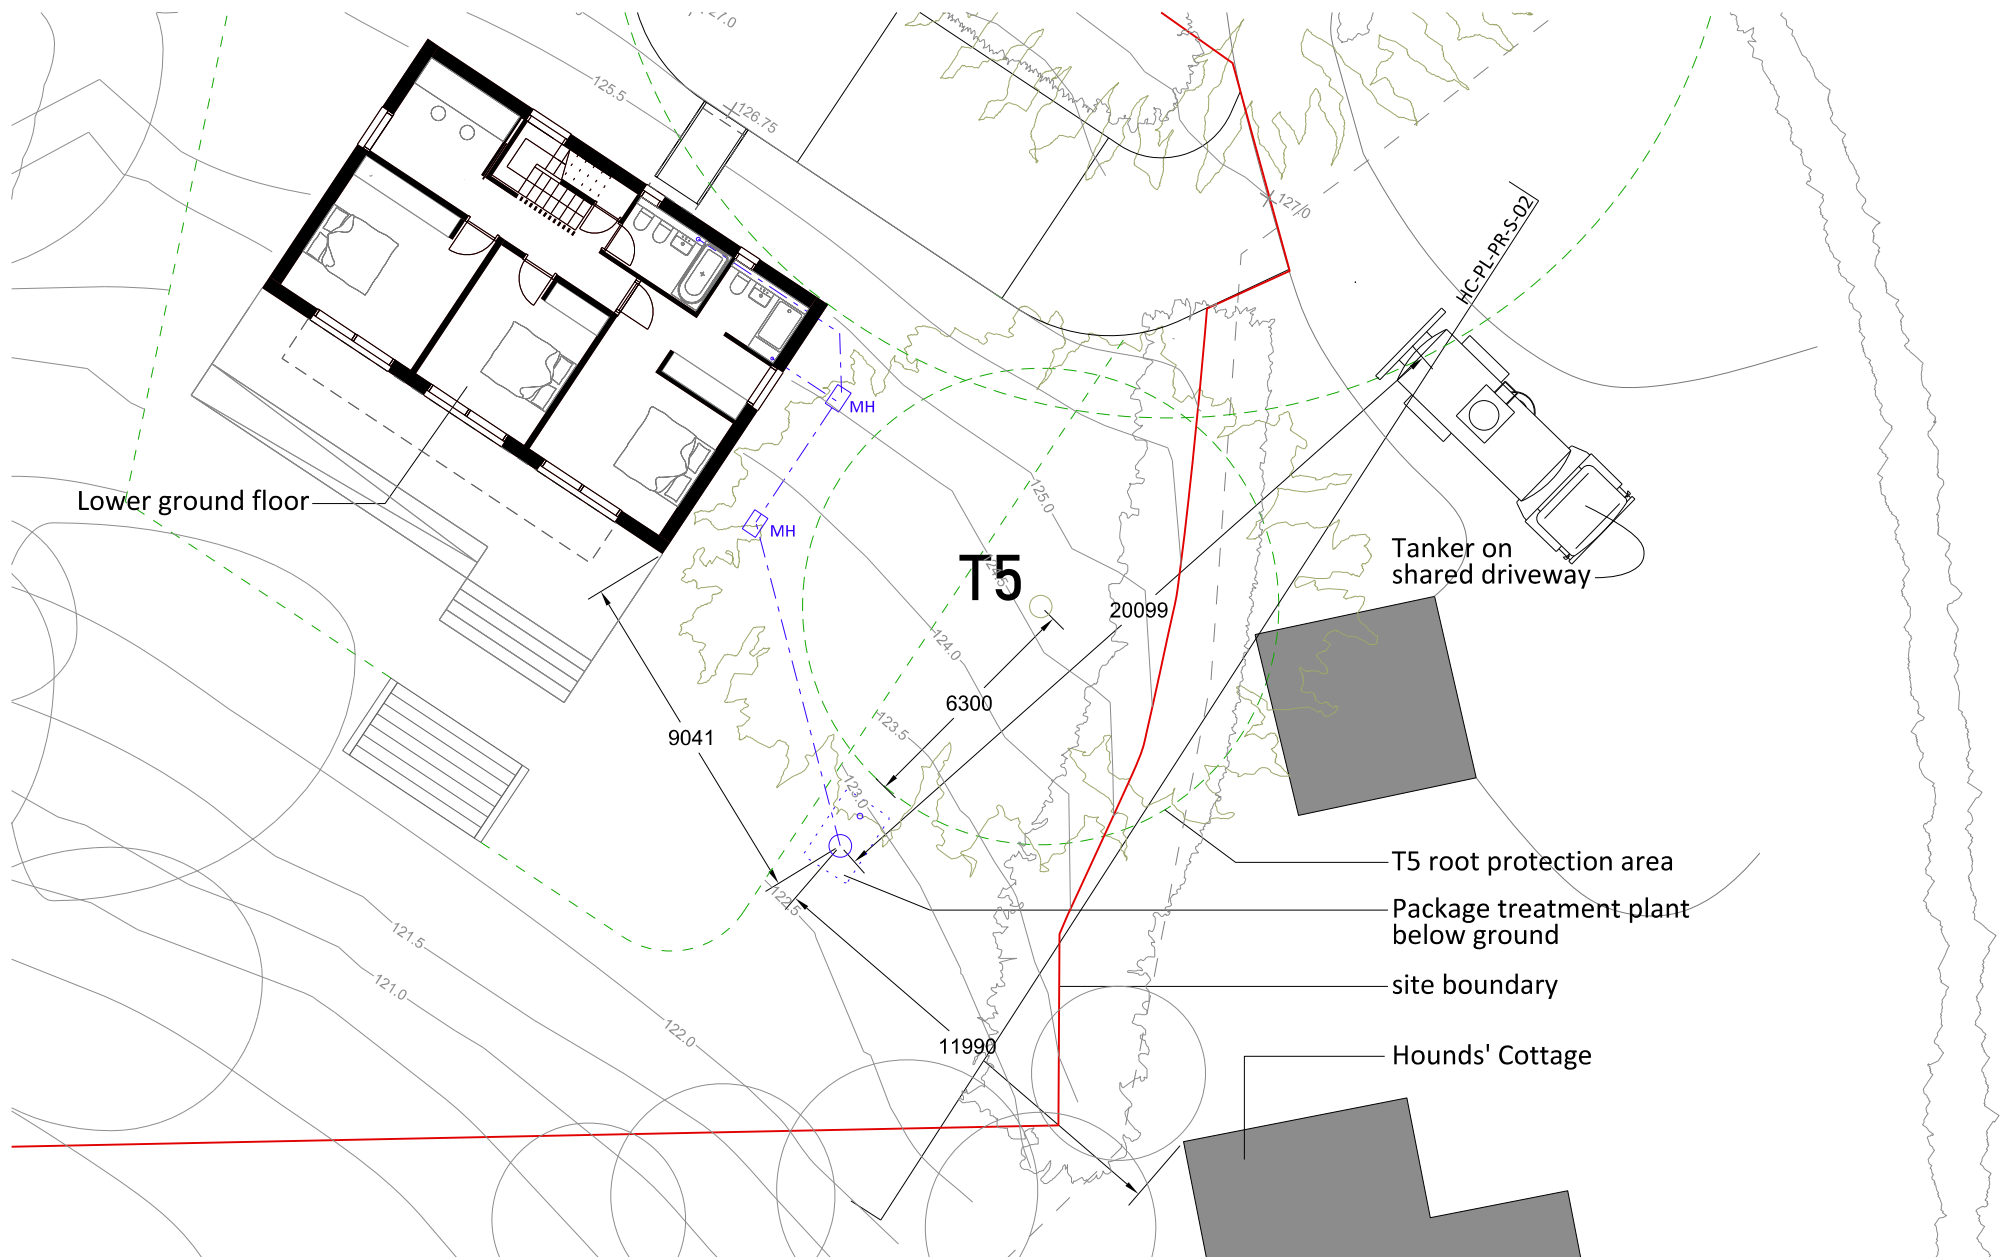 127.0
125.5
126.75
127.0
HC-PL-PR-S-02
MH
125.0
Lower ground floor
MH
Tanker on
shared driveway
T5
124.5
20099
124.0
6300
123.5
9041
123.0
T5 root protection area
122.5
Package treatment plant
below ground
121.5
121.0
site boundary
122.0
11990
Hounds' Cottage